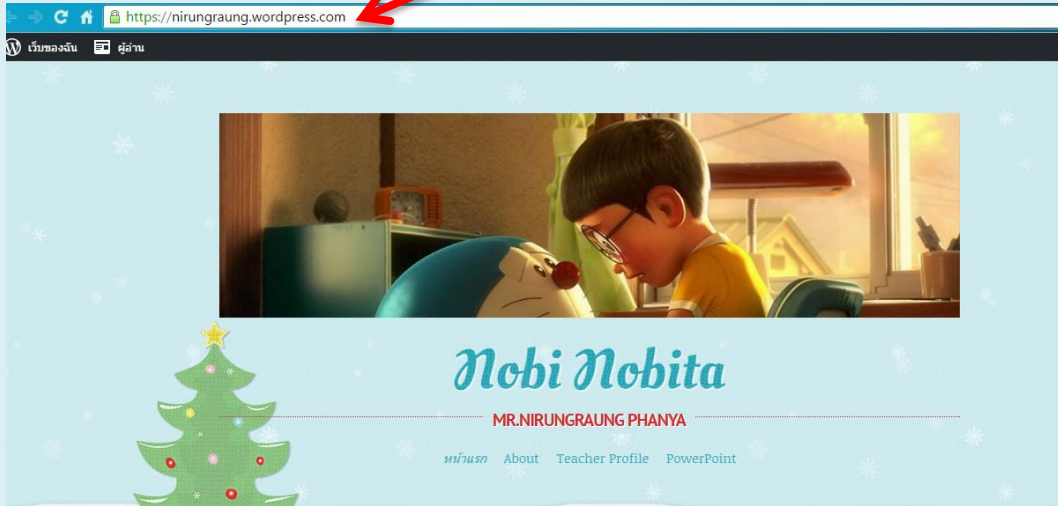 https://nirungraung.wordpress.com
เว็บของฉัน ผู้อ่าน
Nobi Nobita
MR.NIRUNGRAUNG PHANYA
หน้าแรก About Teacher Profile PowerPoint